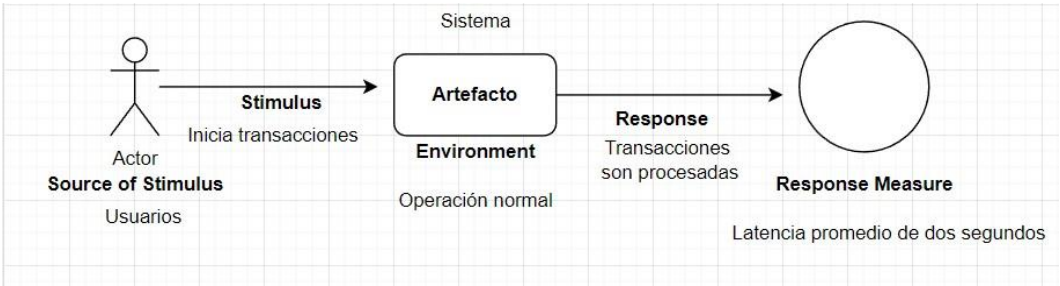 Sistema
Artefacto
Stimulus
Inicia transacciones
Response
Environment
Transacciones
son procesadas
Actor
Source of Stimulus
Response Measure
Operación normal
Usuarios
Latencia promedio de dos segundos